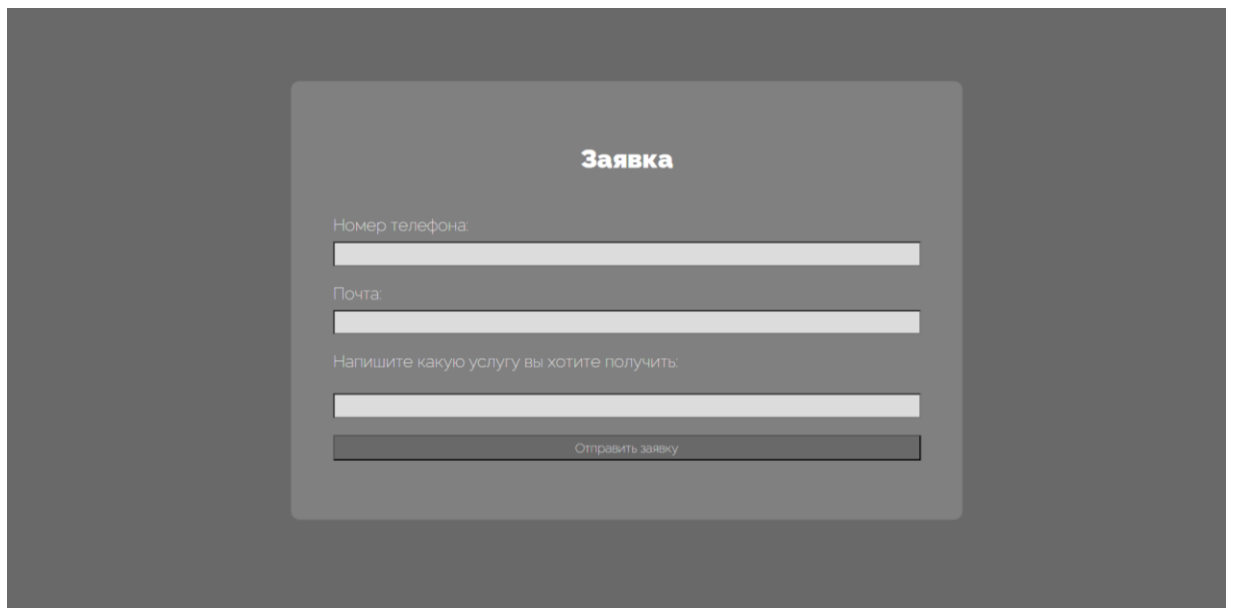 Заявка
Номер телефона:
Почта:
Напишите какую услугу вы хотите получить:
Отправить заявку